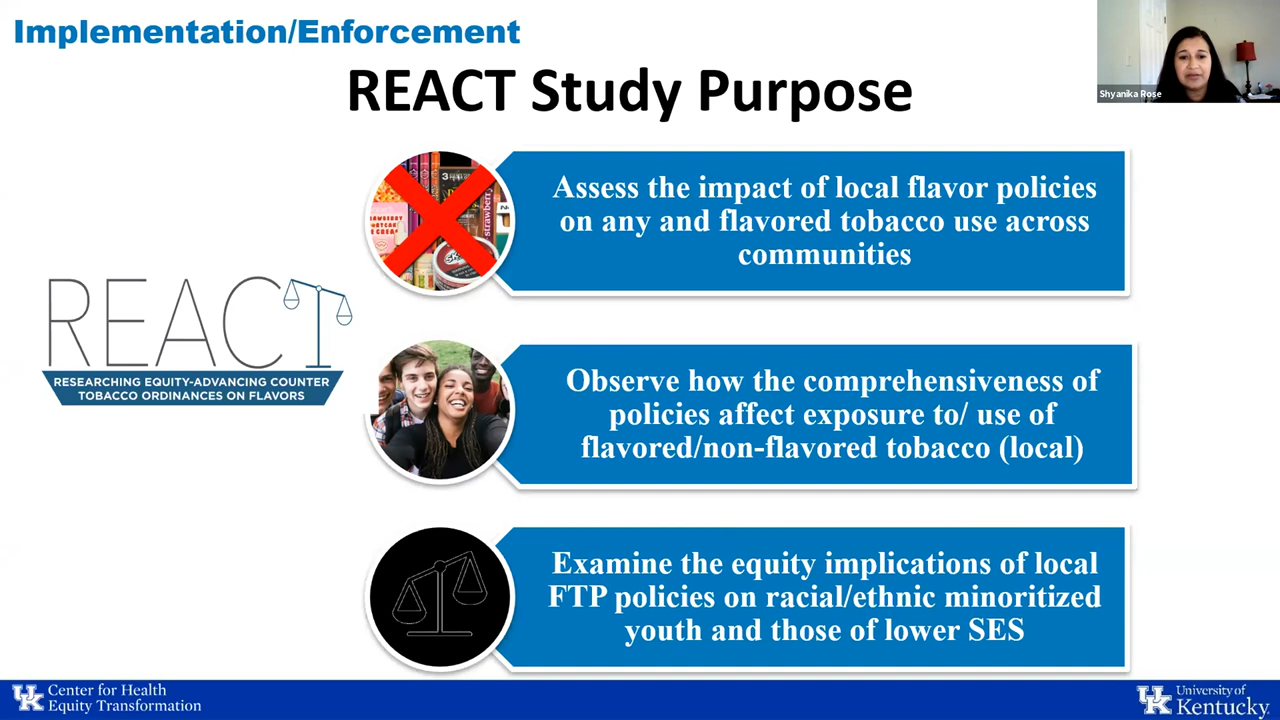 Implementation/Enforcement
REACT Study Purpose
Shyanika Rose
Assess the impact of local flavor policies
on any and flavored tobacco use across
communities
strawberry
REACT
RESEARCHING EQUITY-ADVANCING COUNTER
TOBACCO ORDINANCES ON FLAVORS
Observe how the comprehensiveness of
policies affect exposure to/ use of
flavored/non-flavored tobacco (local)
Examine the equity implications of local
FTP policies on racial/ethnic minoritized
youth and those of lower SES
UK Center for Health
Equity Transformation
UK University of
Kentucky.